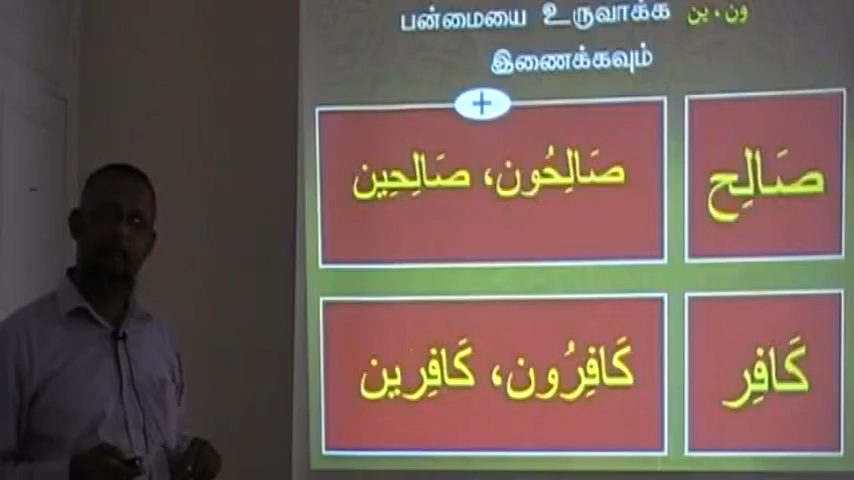 பன்மையை உருவாக்க ون ، ين
இணைக்கவும்
+
صَالِح
صَالِحُون، صَالِحِين
كَافِر
كَافِرُون، كَافِرِين